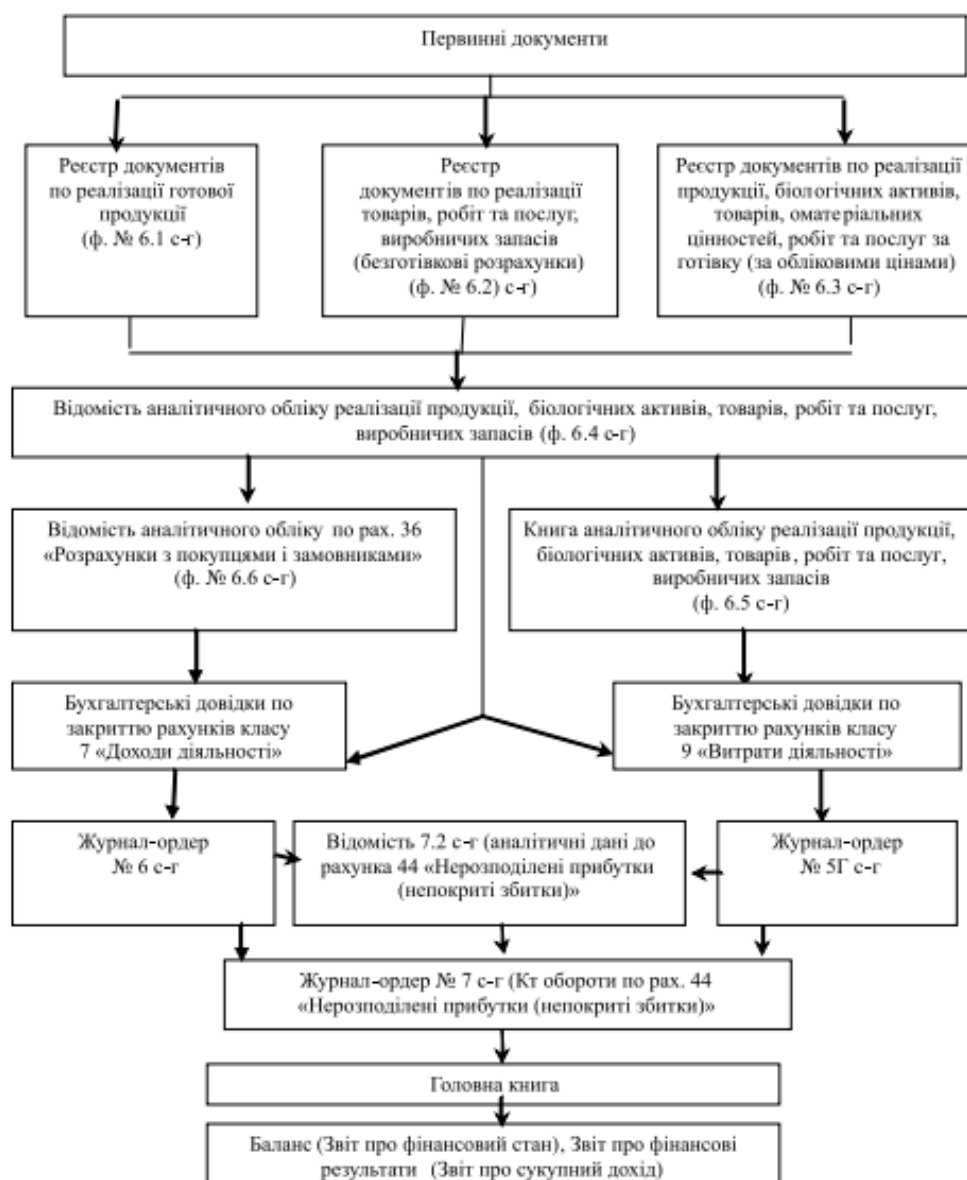 Первинні документи
Реєстр документів
по реалізації готової
продукції
(ф. № 6.1 с-г)
Реєстр
документів по реалізації
товарів, робіт та послуг,
виробничих запасів
(безготівкові розрахунки)
(ф. № 6.2) с-г)
Реєстр документів по реалізації
продукції, біологічних активів,
товарів, оматеріальних
цінностей, робіт та послуг за
готівку (за обліковими цінами)
(ф. № 6.3 с-г)
Відомість аналітичного обліку реалізації продукції, біологічних активів, товарів, робіт та послуг,
виробничих запасів (ф. 6.4 с-г)
Відомість аналітичного обліку по рах. 36
«Розрахунки з покупцями і замовниками»
(ф. № 6.6 с-г)
Книга аналітичного обліку реалізації продукції,
біологічних активів, товарів, робіт та послуг,
виробничих запасів
(ф. 6.5 с-г)
Бухгалтерські довідки по
закриттю рахунків класу
7 «Доходи діяльності»
Бухгалтерські довідки по
закриттю рахунків класу
9 «Витрати діяльності»
Журнал-ордер
№ 6 с-г
Відомість 7.2 с-г (аналітичні дані до
рахунка 44 «Нерозподілені прибутки
(непокриті збитки)»
Журнал-ордер
№ 5Г с-г
Журнал-ордер № 7 с-г (Кт обороти по рах. 44
«Нерозподілені прибутки (непокриті збитки)»
Головна книга
Баланс (Звіт про фінансовий стан), Звіт про фінансові
результати (Звіт про сукупний дохід)